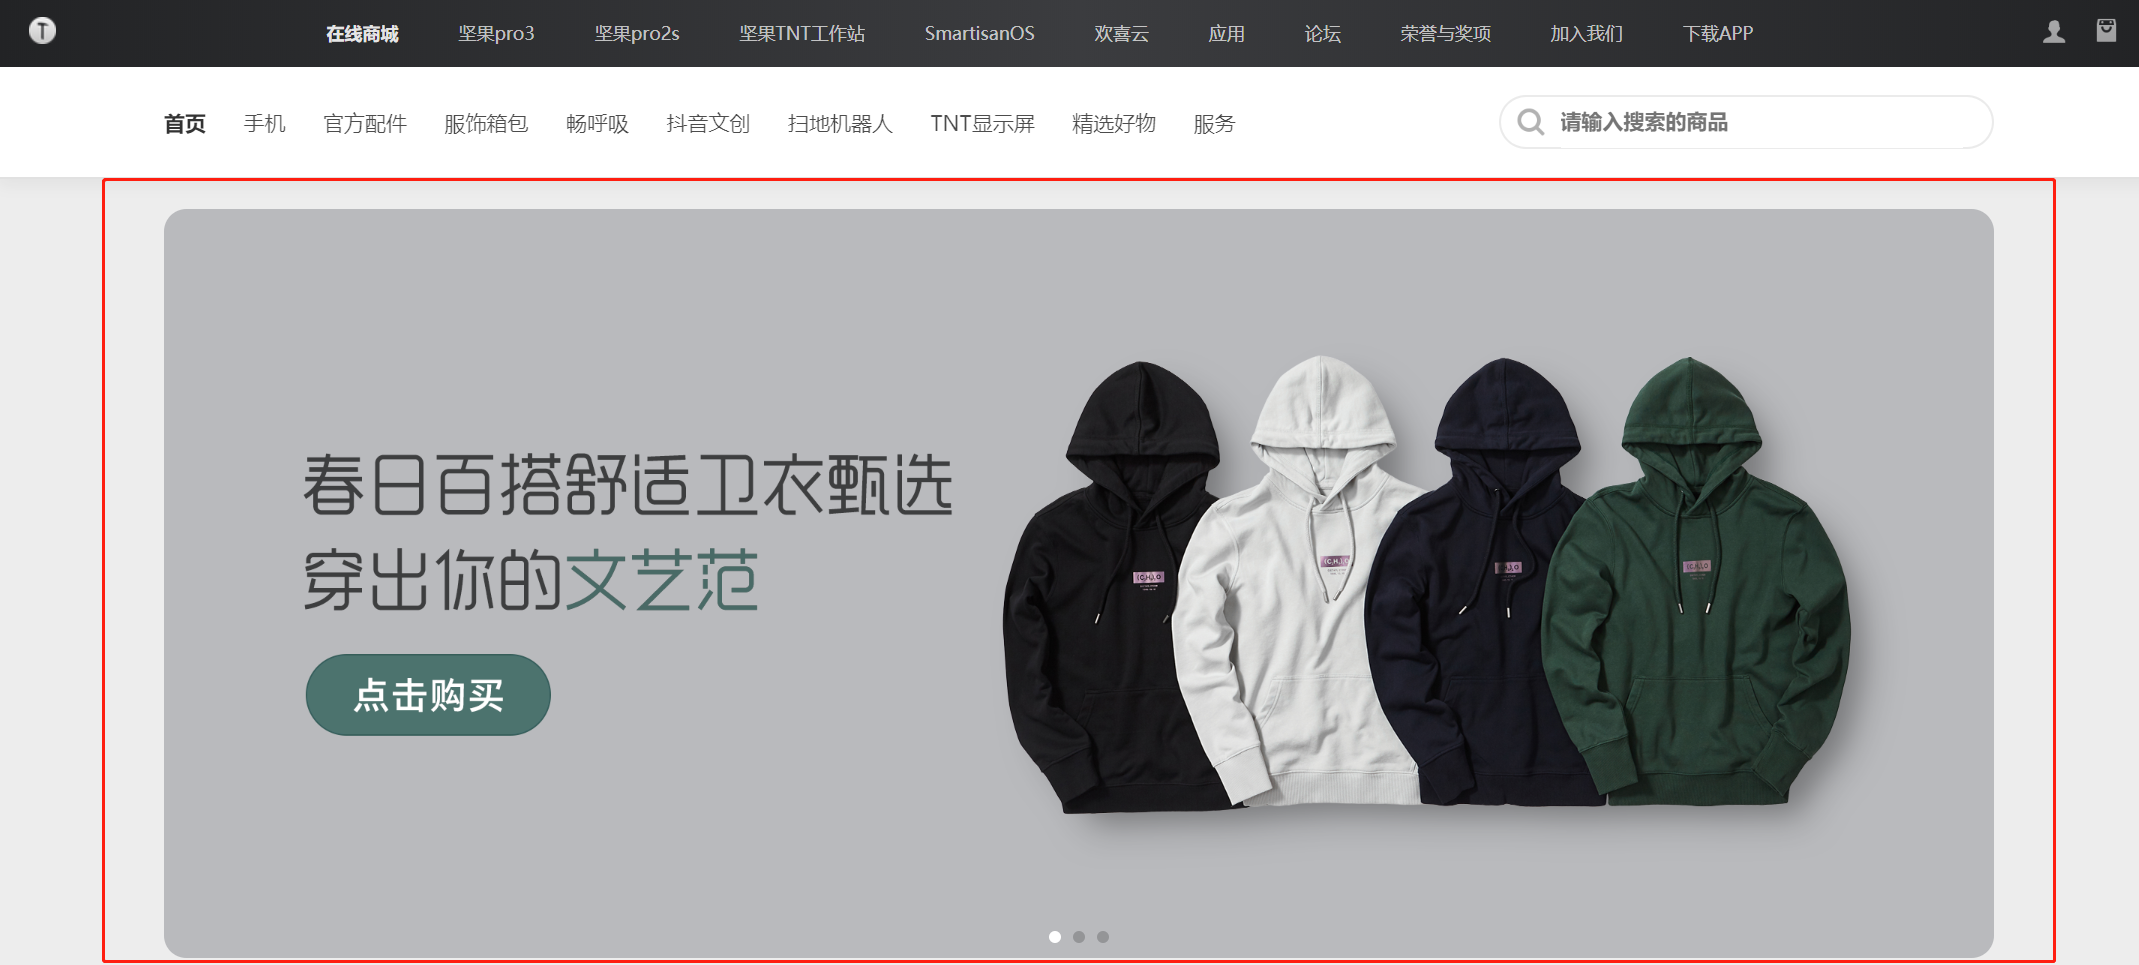 在线商城 坚果pro3 坚果pro2s 坚果TNT工作站 SmartisanOS 欢喜云 应用 论坛 荣誉与奖项 加入我们 下载APP
首页 手机 官方配件 服饰箱包 畅呼吸 抖音文创 扫地机器人 TNT显示屏 精选好物 服务 请输入搜索的商品
春日百搭舒适卫衣甄选
穿出你的文艺范
点击购买